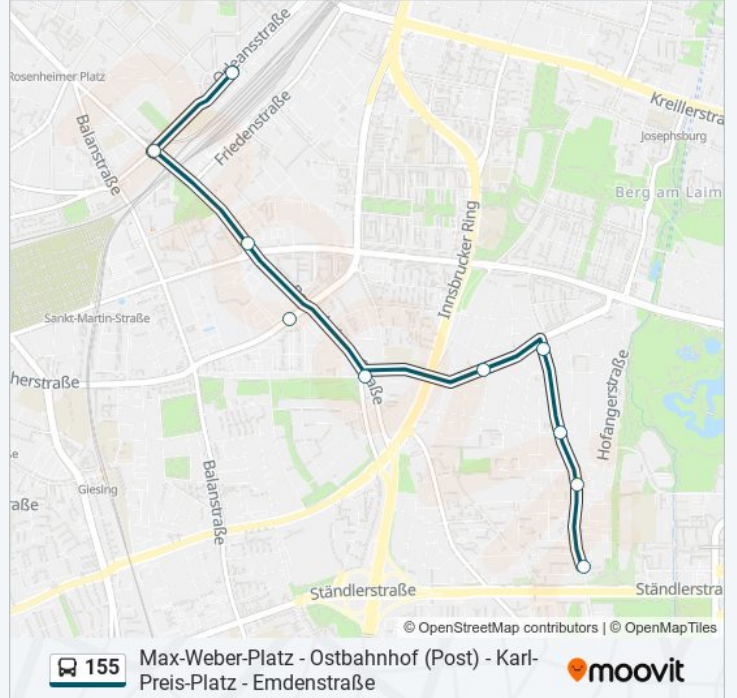 Orleansstraße
Rosenheimer Platz
Balanstraße
Friedenstraße
Kreillerstra
Josephsburg
Berg am Laim
Innsbrucker Ring
Sankt-Martin-Straße
aße
herstraße
Hofangerstraße
Giesing
Balanstraße
raße
Ständlerstraße
Ständlerstra
© OpenStreetMap contributors | © OpenMapTiles
155
Max-Weber-Platz - Ostbahnhof (Post) - Karl-
Preis-Platz - Emdenstraße
moovit